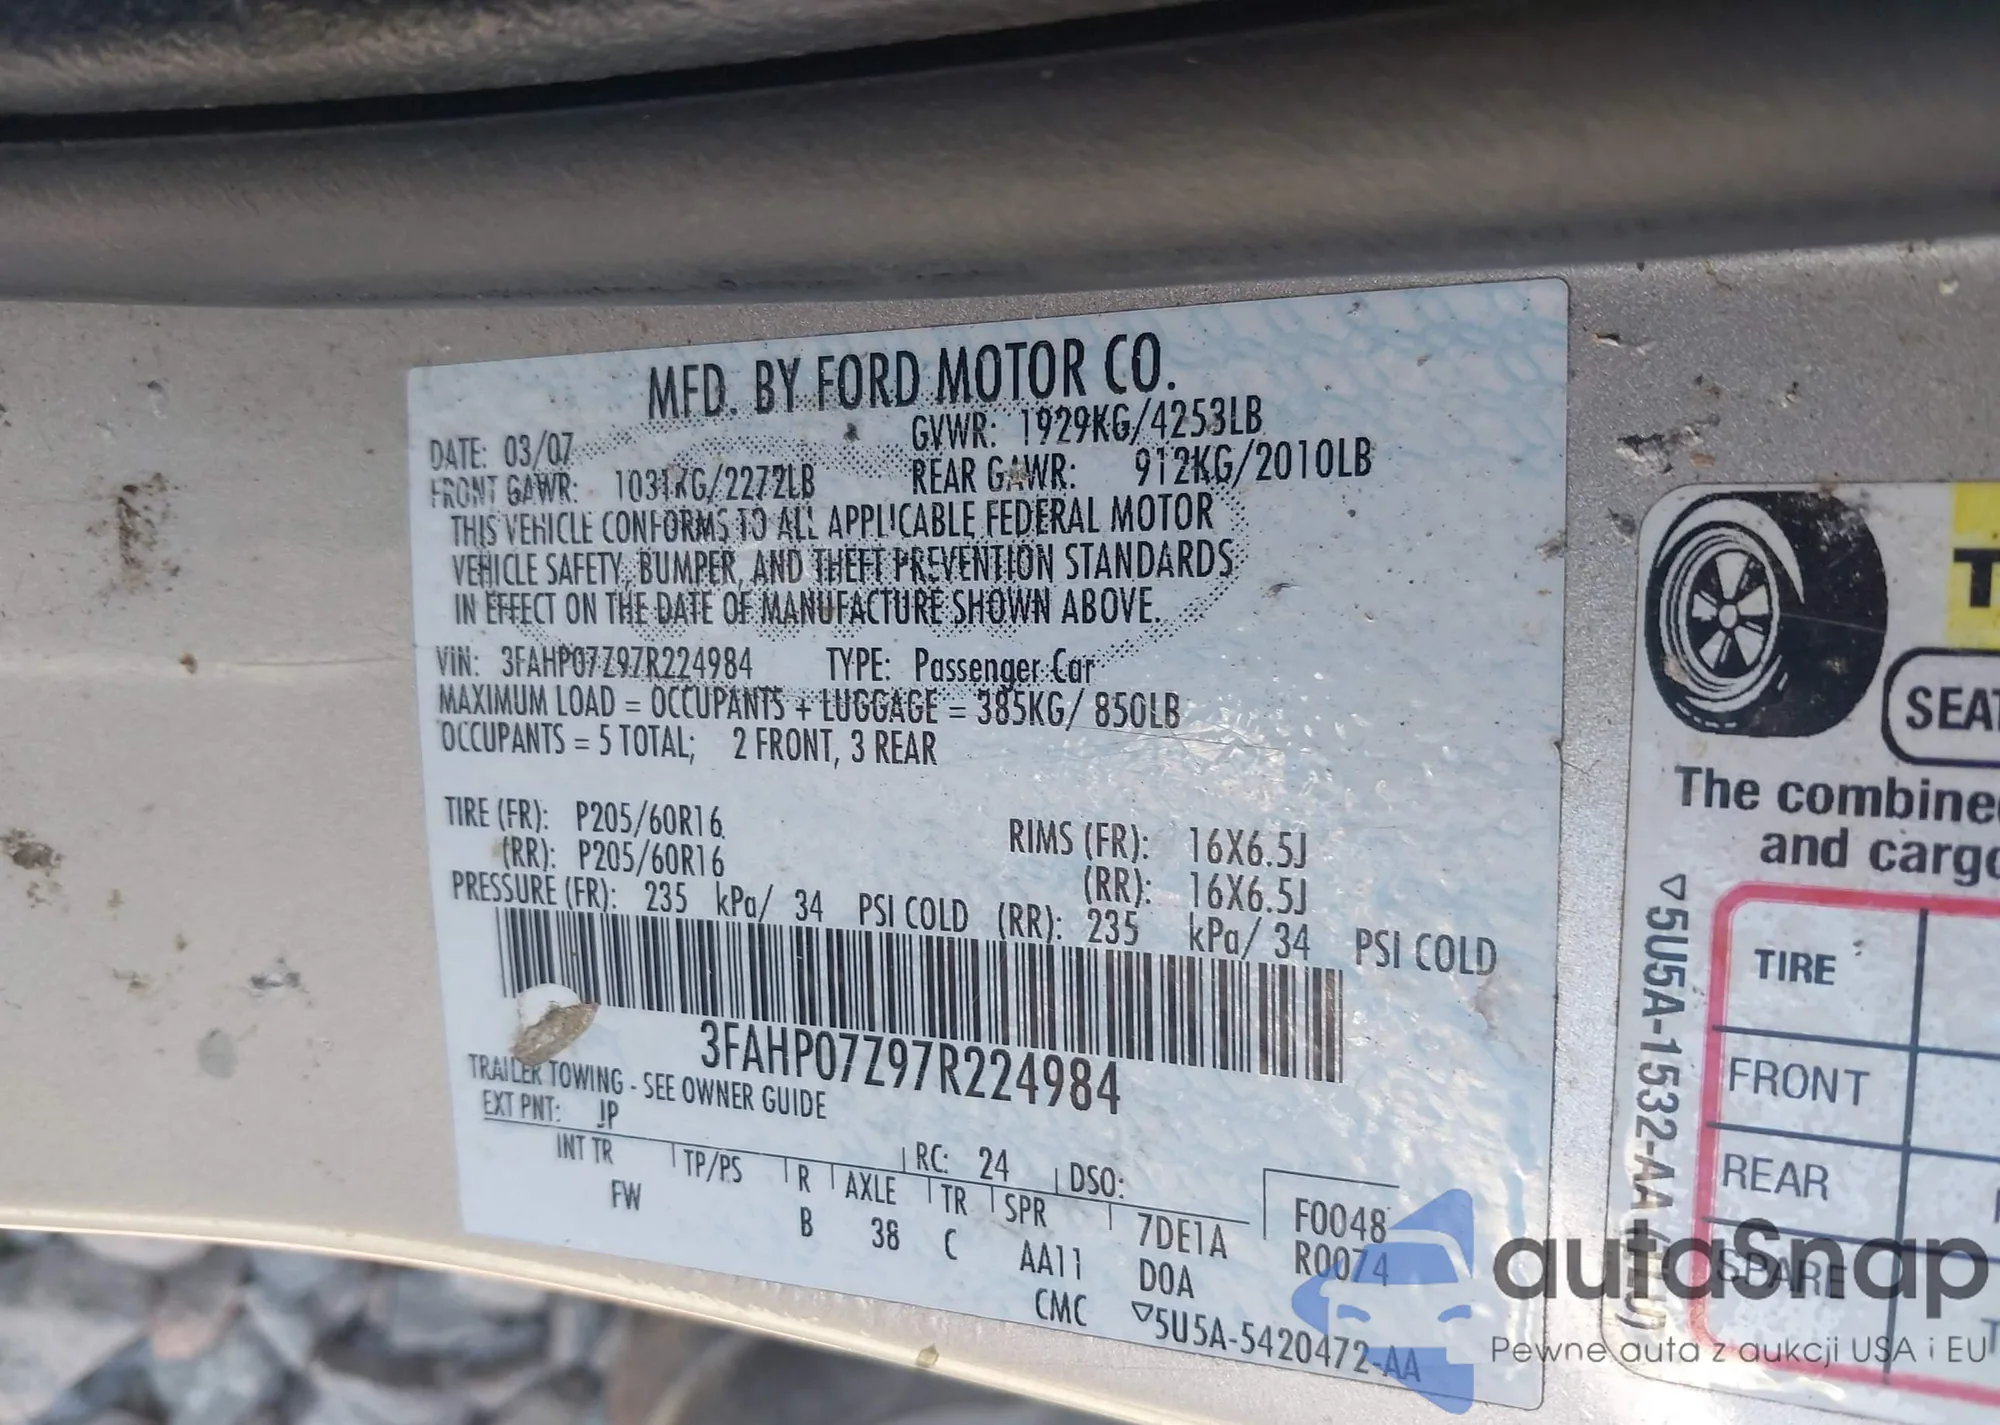 MFD. BY FORD MOTOR CO.
DATE: 03/07
GVWR: 1929KG/4253LB
FRONT GAWR: 1031KG/2272LB
REAR GAWR: 912KG/2010LB
THIS VEHICLE CONFORMS TO ALL APPLICABLE FEDERAL MOTOR
VEHICLE SAFETY, BUMPER, AND THEFT PREVENTION STANDARDS
IN EFFECT ON THE DATE OF MANUFACTURE SHOWN ABOVE.
VIN: 3FAHP07Z97R224984 TYPE: Passenger Car
MAXIMUM LOAD = OCCUPANTS + LUGGAGE = 385KG/ 850LB
OCCUPANTS = 5 TOTAL; 2 FRONT, 3 REAR
TIRE (FR): P205/60R16 RIMS (FR): 16X6.5J
(RR): P205/60R16 (RR): 16X6.5J
PRESSURE (FR): 235 kPa/ 34 PSI COLD (RR): 235 kPa/ 34 PSI COLD
3FAHP07Z97R224984
TRAILER TOWING - SEE OWNER GUIDE
EXT PNT: JP RC: 24 DSO:
INT TR TP/PS R AXLE TR SPR
FW B 38 C AA11 7DE1A F0048
CMC D0A R0074
▽5U5A-5420472-AA
T
SEAT
The combined
and cargo
▽5U5A-1532-AA
TIRE
FRONT
REAR
SPARE
T
autoSnap
Pewne auta z aukcji USA i EU